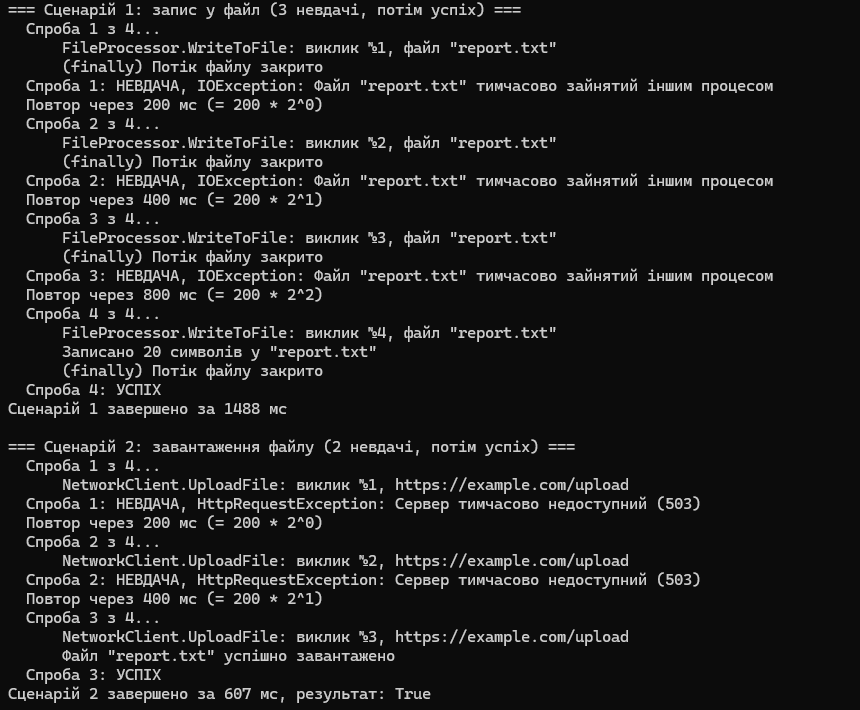 === Сценарій 1: запис у файл (3 невдачі, потім успіх) ===
Спроба 1 з 4...
FileProcessor.WriteToFile: виклик №1, файл "report.txt"
(finally) Потік файлу закрито
Спроба 1: НЕВДАЧА, IOException: Файл "report.txt" тимчасово зайнятий іншим процесом
Повтор через 200 мс (= 200 * 2^0)
Спроба 2 з 4...
FileProcessor.WriteToFile: виклик №2, файл "report.txt"
(finally) Потік файлу закрито
Спроба 2: НЕВДАЧА, IOException: Файл "report.txt" тимчасово зайнятий іншим процесом
Повтор через 400 мс (= 200 * 2^1)
Спроба 3 з 4...
FileProcessor.WriteToFile: виклик №3, файл "report.txt"
(finally) Потік файлу закрито
Спроба 3: НЕВДАЧА, IOException: Файл "report.txt" тимчасово зайнятий іншим процесом
Повтор через 800 мс (= 200 * 2^2)
Спроба 4 з 4...
FileProcessor.WriteToFile: виклик №4, файл "report.txt"
Записано 20 символів у "report.txt"
(finally) Потік файлу закрито
Спроба 4: УСПІХ
Сценарій 1 завершено за 1488 мс
=== Сценарій 2: завантаження файлу (2 невдачі, потім успіх) ===
Спроба 1 з 4...
NetworkClient.UploadFile: виклик №1, https://example.com/upload
Спроба 1: НЕВДАЧА, HttpRequestException: Сервер тимчасово недоступний (503)
Повтор через 200 мс (= 200 * 2^0)
Спроба 2 з 4...
NetworkClient.UploadFile: виклик №2, https://example.com/upload
Спроба 2: НЕВДАЧА, HttpRequestException: Сервер тимчасово недоступний (503)
Повтор через 400 мс (= 200 * 2^1)
Спроба 3 з 4...
NetworkClient.UploadFile: виклик №3, https://example.com/upload
Файл "report.txt" успішно завантажено
Спроба 3: УСПІХ
Сценарій 2 завершено за 607 мс, результат: True